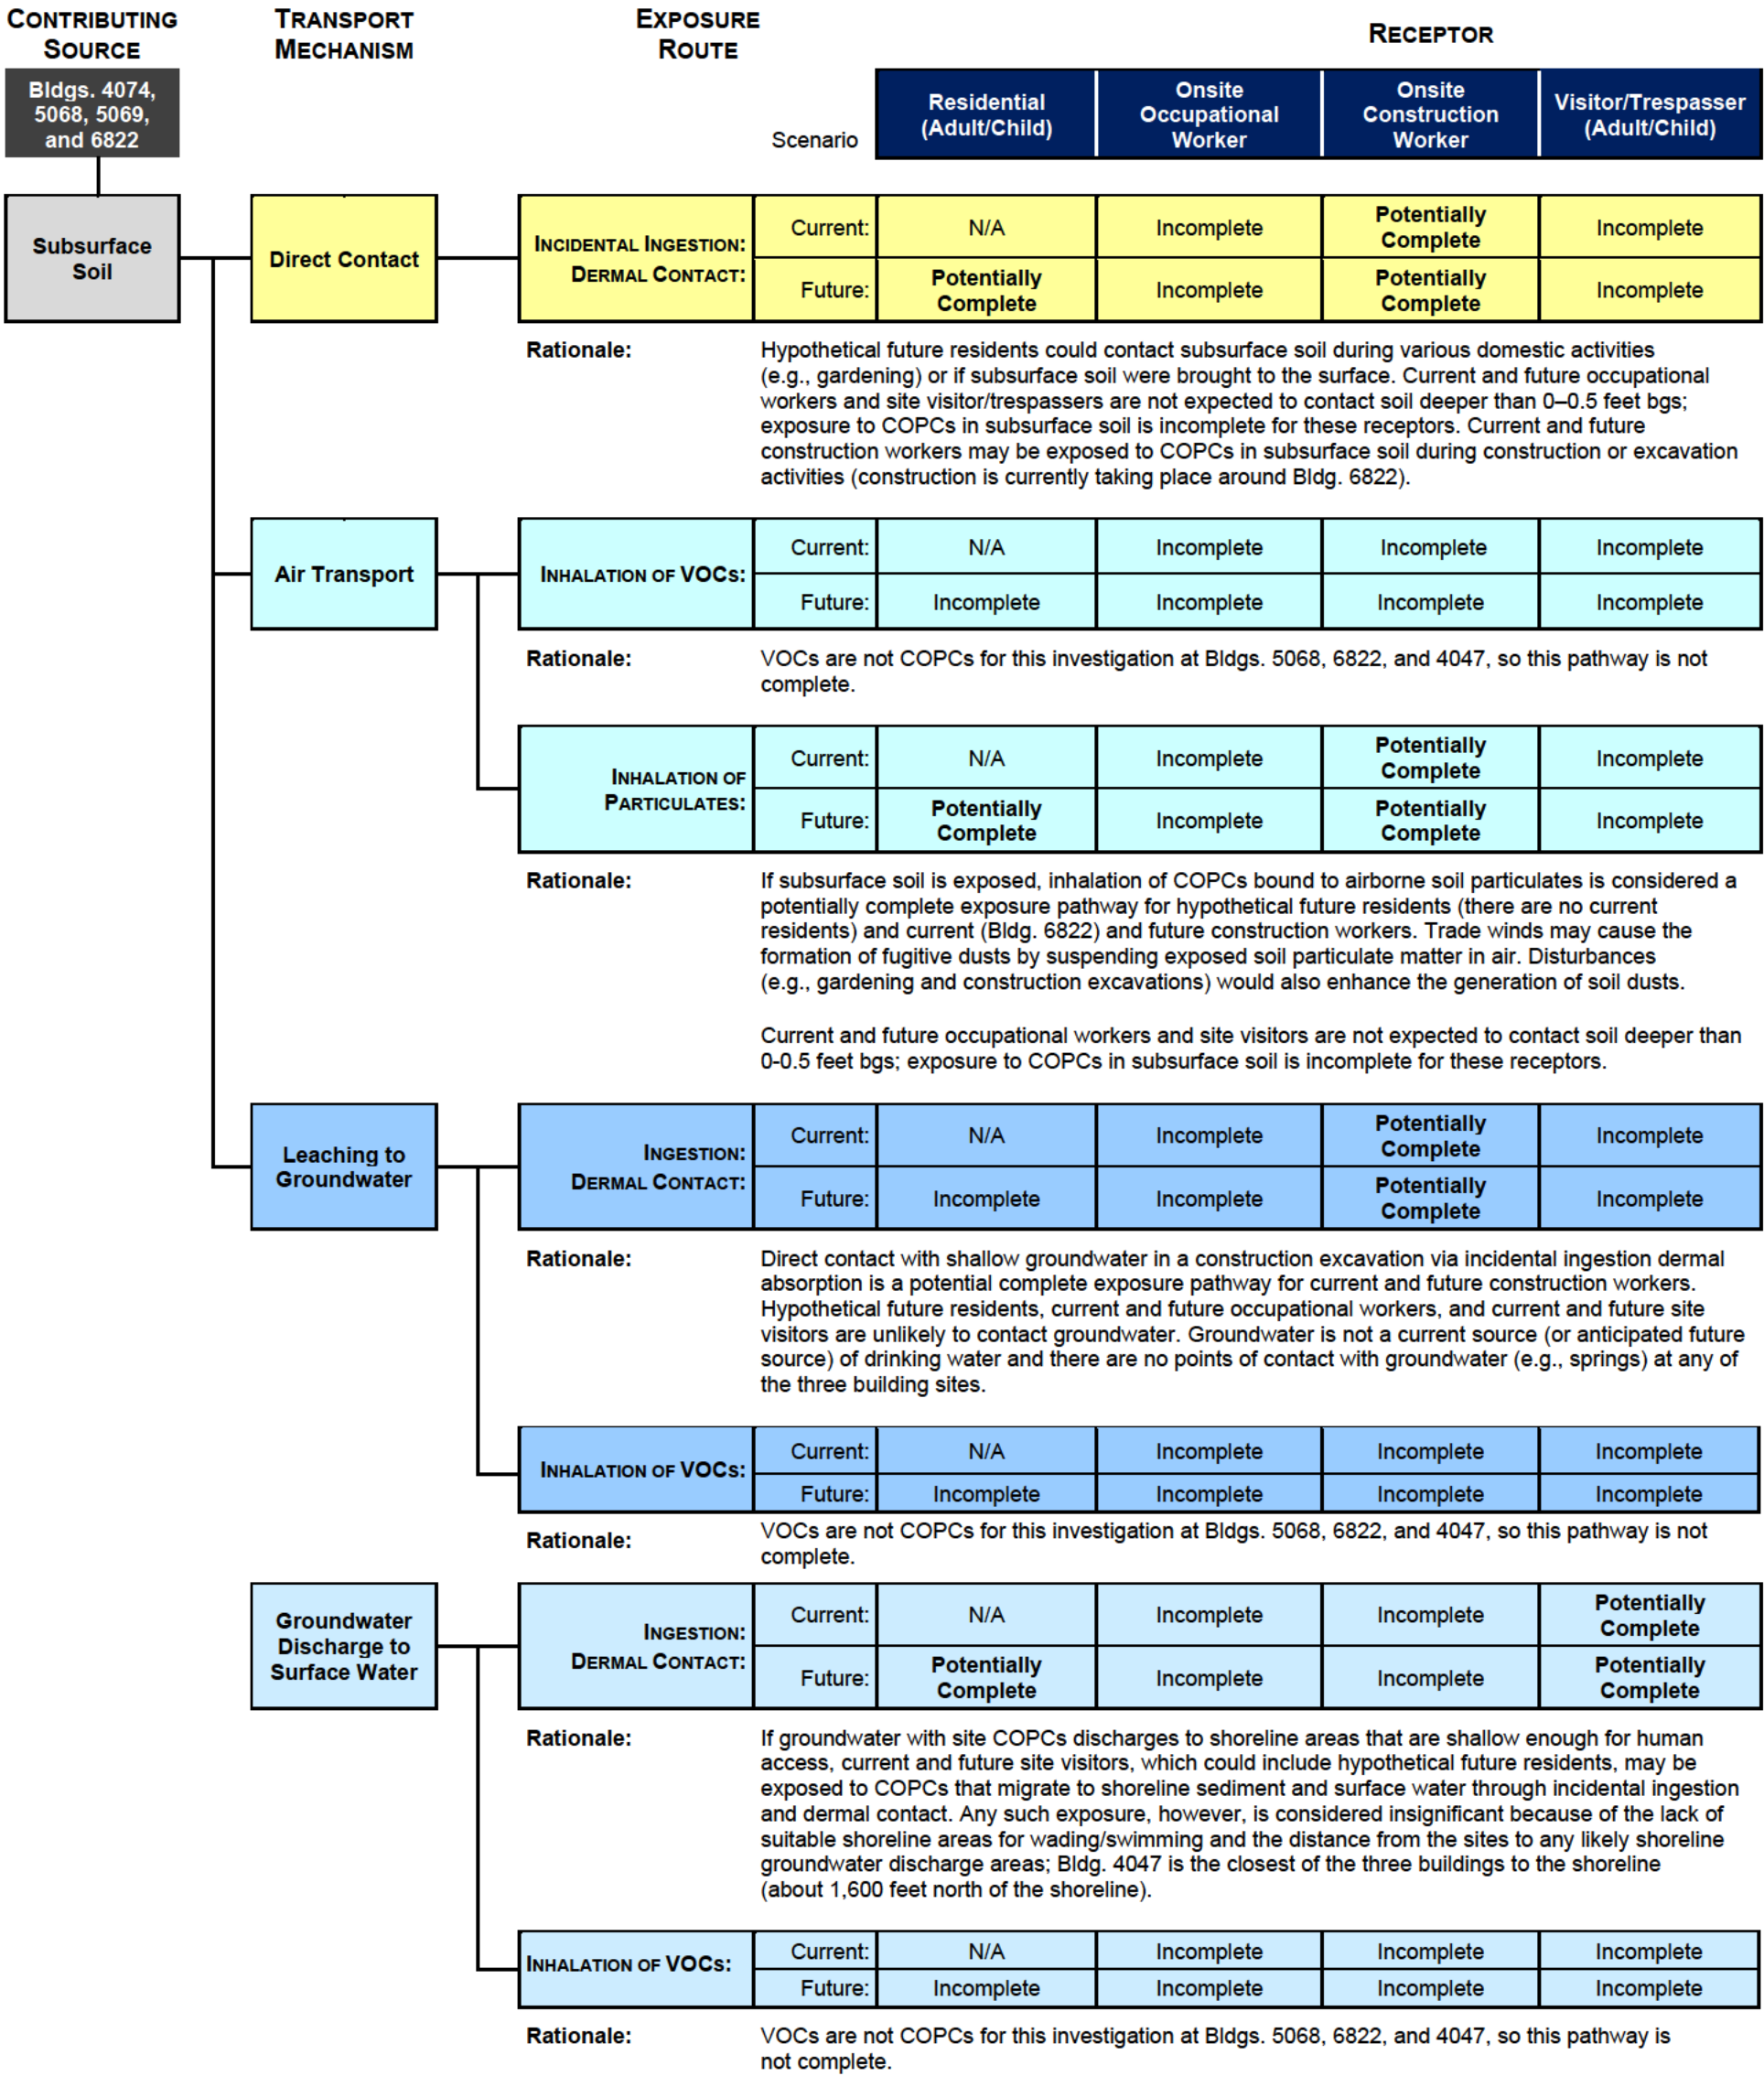 CONTRIBUTING
SOURCE
TRANSPORT
MECHANISM
EXPOSURE
ROUTE
RECEPTOR
Bldgs. 4074,
5068, 5069,
and 6822
Scenario
Residential
(Adult/Child)
Onsite
Occupational
Worker
Onsite
Construction
Worker
Visitor/Trespasser
(Adult/Child)
Subsurface
Soil
Direct Contact
INCIDENTAL INGESTION:
DERMAL CONTACT:
Current:
N/A
Incomplete
Potentially
Complete
Incomplete
Future:
Potentially
Complete
Incomplete
Potentially
Complete
Incomplete
Rationale:
Hypothetical future residents could contact subsurface soil during various domestic activities
(e.g., gardening) or if subsurface soil were brought to the surface. Current and future occupational
workers and site visitor/trespassers are not expected to contact soil deeper than 0–0.5 feet bgs;
exposure to COPCs in subsurface soil is incomplete for these receptors. Current and future
construction workers may be exposed to COPCs in subsurface soil during construction or excavation
activities (construction is currently taking place around Bldg. 6822).
Air Transport
INHALATION OF VOCS:
Current:
N/A
Incomplete
Incomplete
Incomplete
Future:
Incomplete
Incomplete
Incomplete
Incomplete
Rationale:
VOCs are not COPCs for this investigation at Bldgs. 5068, 6822, and 4047, so this pathway is not
complete.
INHALATION OF
PARTICULATES:
Current:
N/A
Incomplete
Potentially
Complete
Incomplete
Future:
Potentially
Complete
Incomplete
Potentially
Complete
Incomplete
Rationale:
If subsurface soil is exposed, inhalation of COPCs bound to airborne soil particulates is considered a
potentially complete exposure pathway for hypothetical future residents (there are no current
residents) and current (Bldg. 6822) and future construction workers. Trade winds may cause the
formation of fugitive dusts by suspending exposed soil particulate matter in air. Disturbances
(e.g., gardening and construction excavations) would also enhance the generation of soil dusts.
Current and future occupational workers and site visitors are not expected to contact soil deeper than
0-0.5 feet bgs; exposure to COPCs in subsurface soil is incomplete for these receptors.
Leaching to
Groundwater
INGESTION:
DERMAL CONTACT:
Current:
N/A
Incomplete
Potentially
Complete
Incomplete
Future:
Incomplete
Incomplete
Potentially
Complete
Incomplete
Rationale:
Direct contact with shallow groundwater in a construction excavation via incidental ingestion dermal
absorption is a potential complete exposure pathway for current and future construction workers.
Hypothetical future residents, current and future occupational workers, and current and future site
visitors are unlikely to contact groundwater. Groundwater is not a current source (or anticipated future
source) of drinking water and there are no points of contact with groundwater (e.g., springs) at any of
the three building sites.
INHALATION OF VOCS:
Current:
N/A
Incomplete
Incomplete
Incomplete
Future:
Incomplete
Incomplete
Incomplete
Incomplete
Rationale:
VOCs are not COPCs for this investigation at Bldgs. 5068, 6822, and 4047, so this pathway is not
complete.
Groundwater
Discharge to
Surface Water
INGESTION:
DERMAL CONTACT:
Current:
N/A
Incomplete
Incomplete
Potentially
Complete
Future:
Potentially
Complete
Incomplete
Incomplete
Potentially
Complete
Rationale:
If groundwater with site COPCs discharges to shoreline areas that are shallow enough for human
access, current and future site visitors, which could include hypothetical future residents, may be
exposed to COPCs that migrate to shoreline sediment and surface water through incidental ingestion
and dermal contact. Any such exposure, however, is considered insignificant because of the lack of
suitable shoreline areas for wading/swimming and the distance from the sites to any likely shoreline
groundwater discharge areas; Bldg. 4047 is the closest of the three buildings to the shoreline
(about 1,600 feet north of the shoreline).
INHALATION OF VOCS:
Current:
N/A
Incomplete
Incomplete
Incomplete
Future:
Incomplete
Incomplete
Incomplete
Incomplete
Rationale:
VOCs are not COPCs for this investigation at Bldgs. 5068, 6822, and 4047, so this pathway is
not complete.